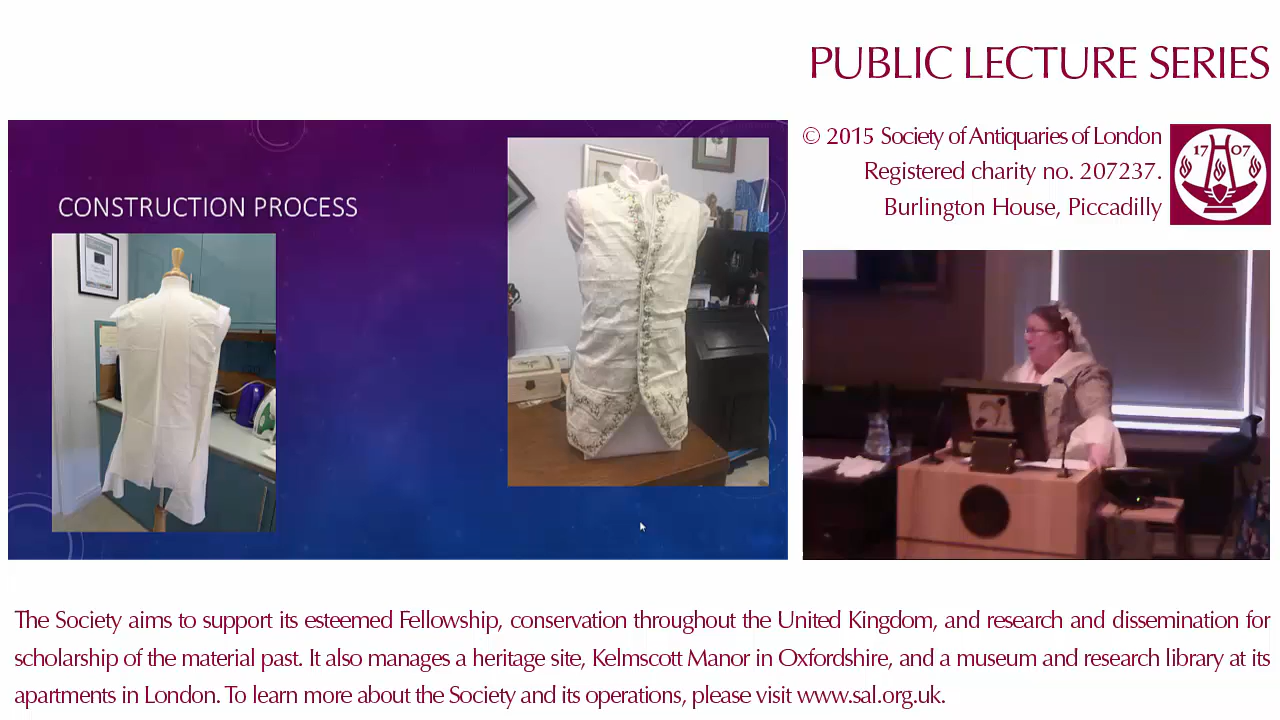 PUBLIC LECTURE SERIES
© 2015 Society of Antiquaries of London
Registered charity no. 207237.
Burlington House, Piccadilly
17 07
CONSTRUCTION PROCESS
The Society aims to support its esteemed Fellowship, conservation throughout the United Kingdom, and research and dissemination for
scholarship of the material past. It also manages a heritage site, Kelmscott Manor in Oxfordshire, and a museum and research library at its
apartments in London. To learn more about the Society and its operations, please visit www.sal.org.uk.